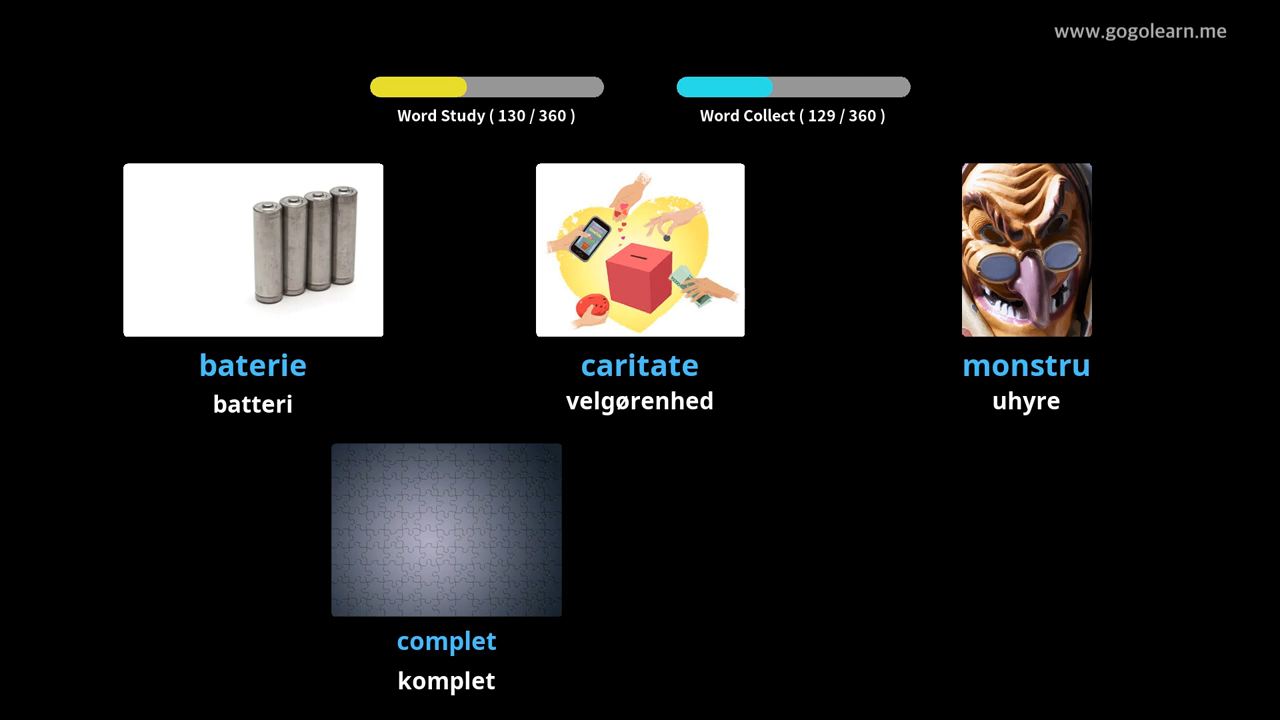 www.gogolearn.me
Word Study ( 130 / 360 )
Word Collect ( 129 / 360 )
baterie
batteri
caritate
velgørenhed
monstru
uhyre
complet
komplet